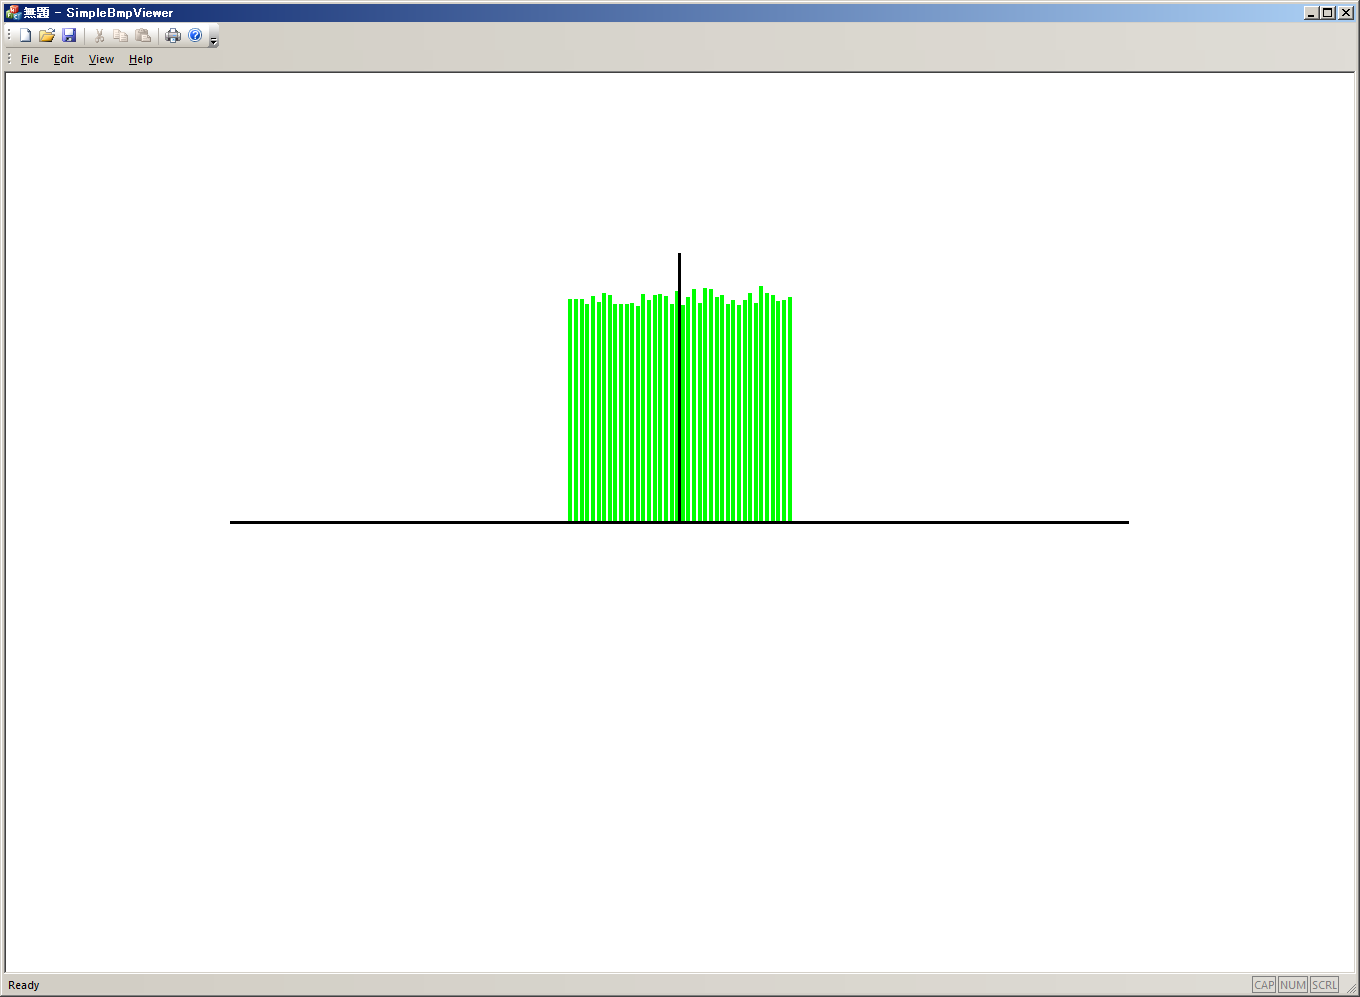 無題 - SimpleBmpViewer
File Edit View Help
Ready
CAP NUM SCRL